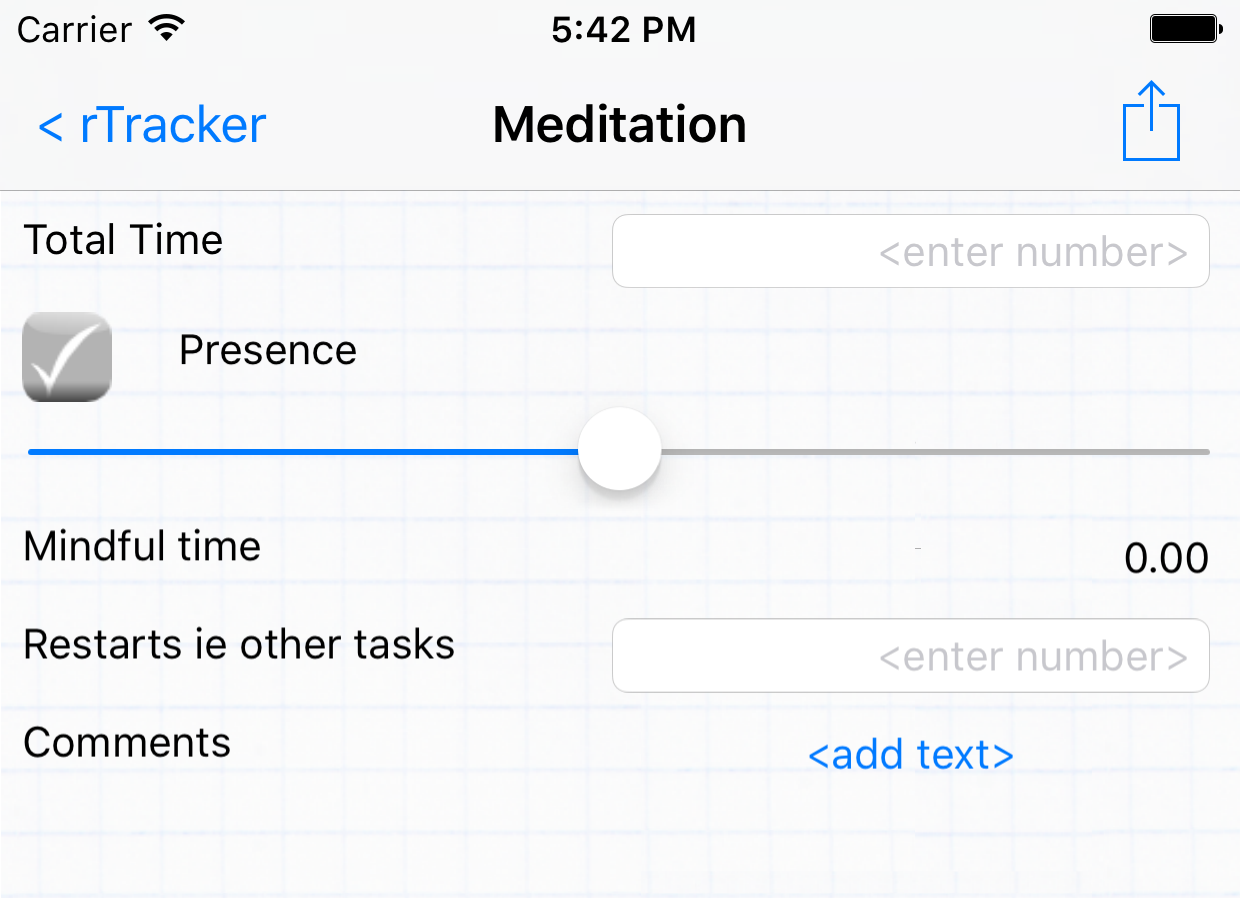 Carrier 5:42 PM
< rTracker Meditation
Total Time <enter number>
Presence
Mindful time 0.00
Restarts ie other tasks <enter number>
Comments <add text>